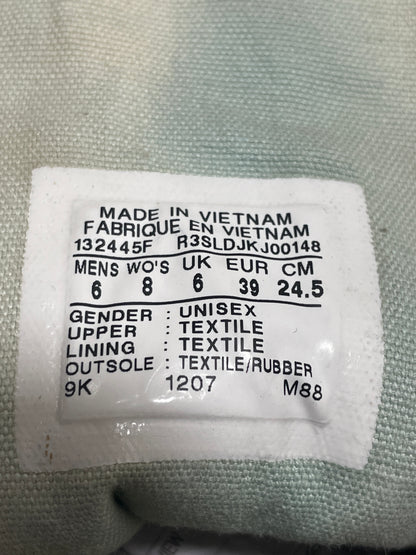 MADE IN VIETNAM
FABRIQUE EN VIETNAM
132445F R3SLDJKJ00148
MENS WO'S UK EUR CM
6 8 6 39 24.5
GENDER : UNISEX
UPPER : TEXTILE
LINING : TEXTILE
OUTSOLE : TEXTILE/RUBBER
9K 1207 M88